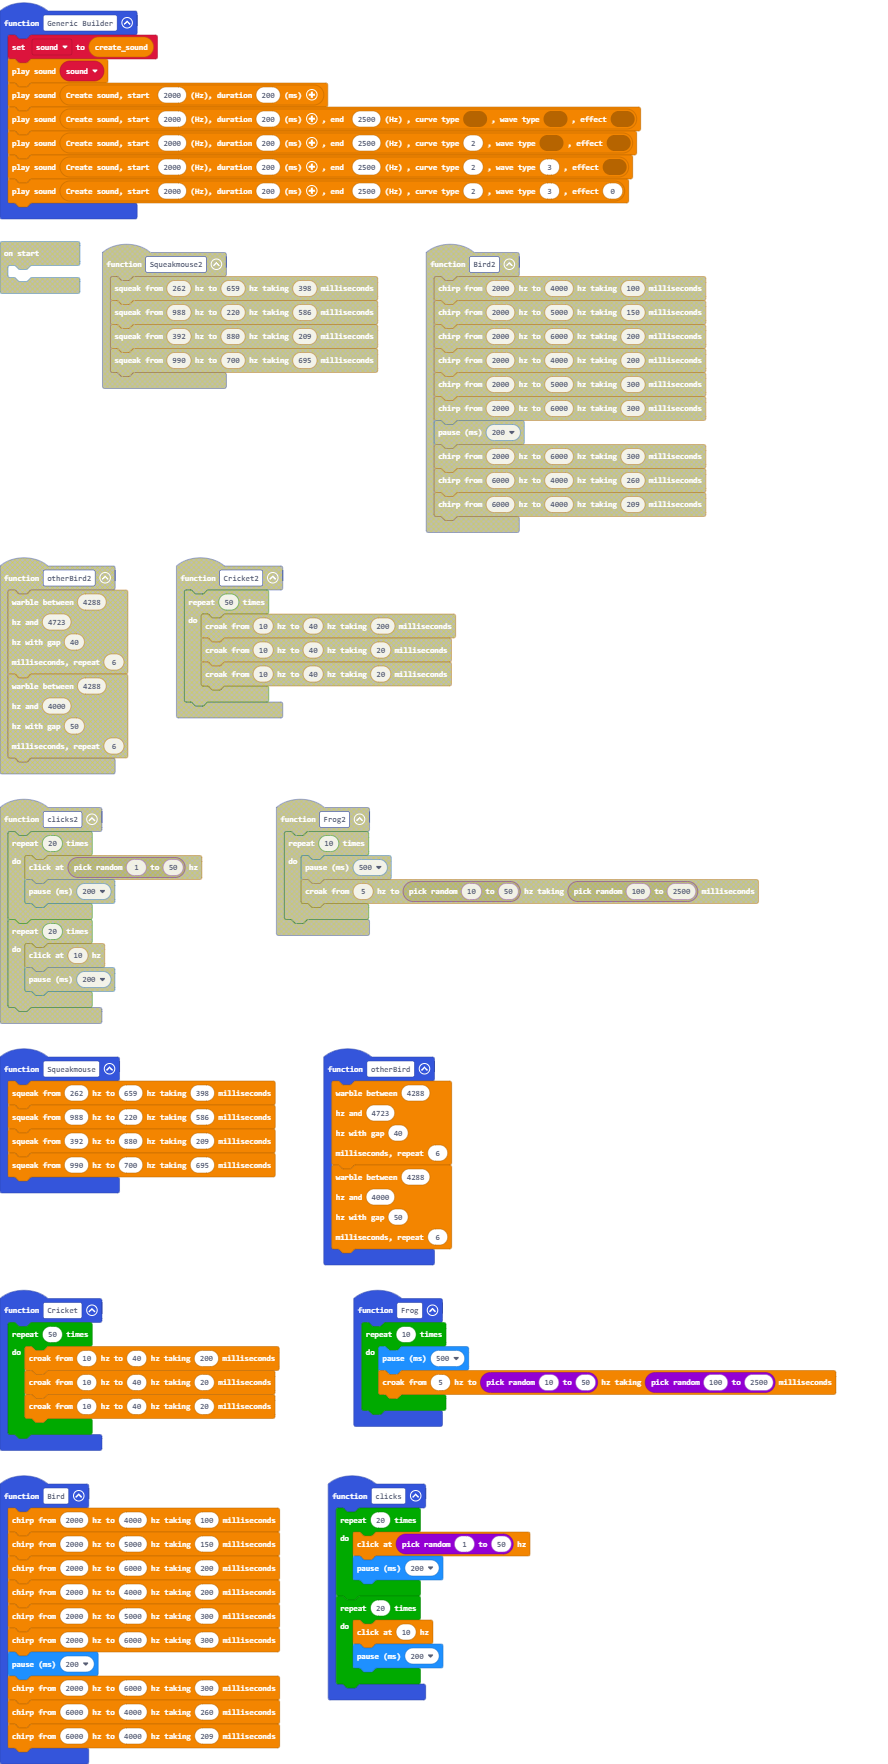 function Generic Builder
set sound to create_sound
play sound sound
play sound Create sound, start 2000 (Hz), duration 200 (ms)
play sound Create sound, start 2000 (Hz), duration 200 (ms) , end 2500 (Hz) , curve type , wave type , effect
play sound Create sound, start 2000 (Hz), duration 200 (ms) , end 2500 (Hz) , curve type 2 , wave type , effect
play sound Create sound, start 2000 (Hz), duration 200 (ms) , end 2500 (Hz) , curve type 2 , wave type 3 , effect
play sound Create sound, start 2000 (Hz), duration 200 (ms) , end 2500 (Hz) , curve type 2 , wave type 3 , effect 0
on start
function Squeakmouse2
squeak from 262 hz to 659 hz taking 398 milliseconds
squeak from 988 hz to 220 hz taking 586 milliseconds
squeak from 392 hz to 880 hz taking 209 milliseconds
squeak from 990 hz to 700 hz taking 695 milliseconds
function Bird2
chirp from 2000 hz to 4000 hz taking 100 milliseconds
chirp from 2000 hz to 5000 hz taking 150 milliseconds
chirp from 2000 hz to 6000 hz taking 200 milliseconds
chirp from 2000 hz to 4000 hz taking 200 milliseconds
chirp from 2000 hz to 5000 hz taking 300 milliseconds
chirp from 2000 hz to 6000 hz taking 300 milliseconds
pause (ms) 200
chirp from 2000 hz to 6000 hz taking 300 milliseconds
chirp from 6000 hz to 4000 hz taking 260 milliseconds
chirp from 6000 hz to 4000 hz taking 209 milliseconds
function otherBird2
warble between 4288
hz and 4723
hz with gap 40
milliseconds, repeat 6
warble between 4288
hz and 4000
hz with gap 50
milliseconds, repeat 6
function Cricket2
repeat 50 times
do
croak from 10 hz to 40 hz taking 200 milliseconds
croak from 10 hz to 40 hz taking 20 milliseconds
croak from 10 hz to 40 hz taking 20 milliseconds
function clicks2
repeat 20 times
do
click at pick random 1 to 50 hz
pause (ms) 200
repeat 20 times
do
click at 10 hz
pause (ms) 200
function Frog2
repeat 10 times
do
pause (ms) 500
croak from 5 hz to pick random 10 to 50 hz taking pick random 100 to 2500 milliseconds
function Squeakmouse
squeak from 262 hz to 659 hz taking 398 milliseconds
squeak from 988 hz to 220 hz taking 586 milliseconds
squeak from 392 hz to 880 hz taking 209 milliseconds
squeak from 990 hz to 700 hz taking 695 milliseconds
function otherBird
warble between 4288
hz and 4723
hz with gap 40
milliseconds, repeat 6
warble between 4288
hz and 4000
hz with gap 50
milliseconds, repeat 6
function Cricket
repeat 50 times
do
croak from 10 hz to 40 hz taking 200 milliseconds
croak from 10 hz to 40 hz taking 20 milliseconds
croak from 10 hz to 40 hz taking 20 milliseconds
function Frog
repeat 10 times
do
pause (ms) 500
croak from 5 hz to pick random 10 to 50 hz taking pick random 100 to 2500 milliseconds
function Bird
chirp from 2000 hz to 4000 hz taking 100 milliseconds
chirp from 2000 hz to 5000 hz taking 150 milliseconds
chirp from 2000 hz to 6000 hz taking 200 milliseconds
chirp from 2000 hz to 4000 hz taking 200 milliseconds
chirp from 2000 hz to 5000 hz taking 300 milliseconds
chirp from 2000 hz to 6000 hz taking 300 milliseconds
pause (ms) 200
chirp from 2000 hz to 6000 hz taking 300 milliseconds
chirp from 6000 hz to 4000 hz taking 260 milliseconds
chirp from 6000 hz to 4000 hz taking 209 milliseconds
function clicks
repeat 20 times
do
click at pick random 1 to 50 hz
pause (ms) 200
repeat 20 times
do
click at 10 hz
pause (ms) 200